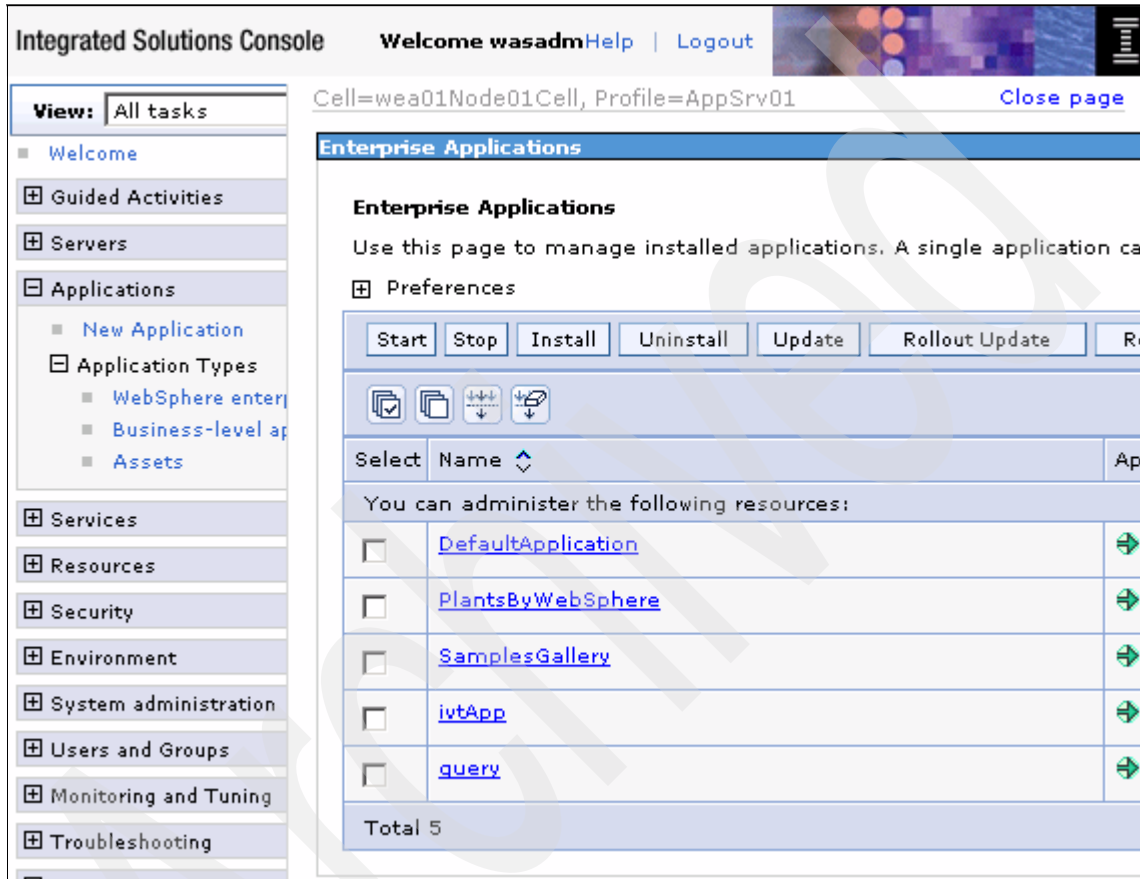 Integrated Solutions Console Welcome wasadmHelp | Logout
View: All tasks
Cell=wea01Node01Cell, Profile=AppSrv01 Close page
Welcome
Guided Activities
Servers
Applications
New Application
Application Types
WebSphere enter
Business-level ap
Assets
Services
Resources
Security
Environment
System administration
Users and Groups
Monitoring and Tuning
Troubleshooting
Enterprise Applications
Enterprise Applications
Use this page to manage installed applications. A single application ca
Preferences
Start Stop Install Uninstall Update Rollout Update R
Select Name Ap
You can administer the following resources:
DefaultApplication
PlantsByWebSphere
SamplesGallery
ivtApp
query
Total 5
Archived